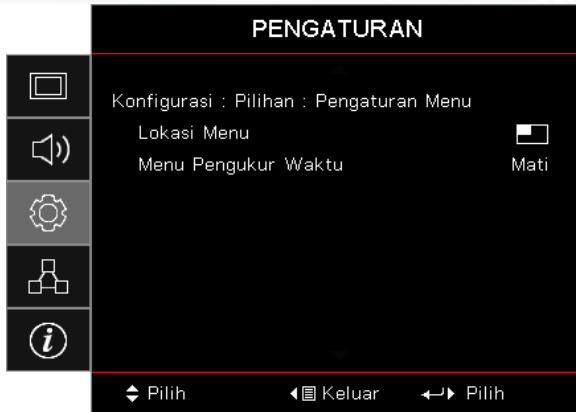 PENGATURAN
Konfigurasi : Pilihan : Pengaturan Menu
Lokasi Menu
Menu Pengukur Waktu Mati
Pilih Keluar Pilih